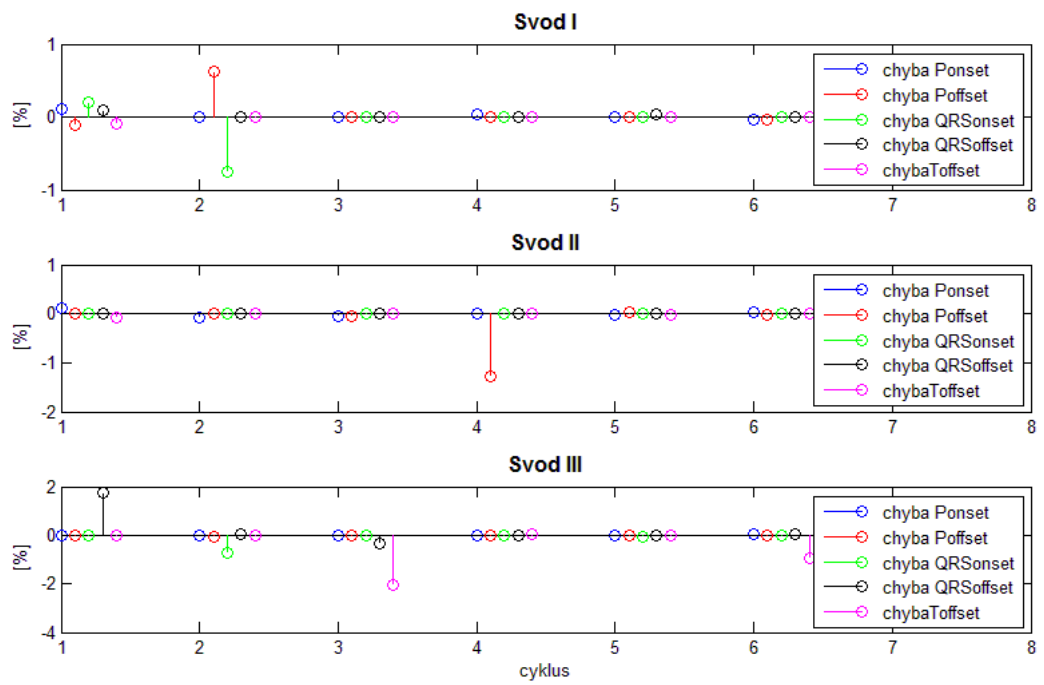 Svod I
1
0
-1
[%]
1 2 3 4 5 6 7 8
chyba Ponset
chyba Poffset
chyba QRSonset
chyba QRSoffset
chybaToffset
Svod II
1
0
-1
-2
[%]
1 2 3 4 5 6 7 8
chyba Ponset
chyba Poffset
chyba QRSonset
chyba QRSoffset
chybaToffset
Svod III
2
0
-2
-4
[%]
1 2 3 4 5 6 7 8
chyba Ponset
chyba Poffset
chyba QRSonset
chyba QRSoffset
chybaToffset
cyklus